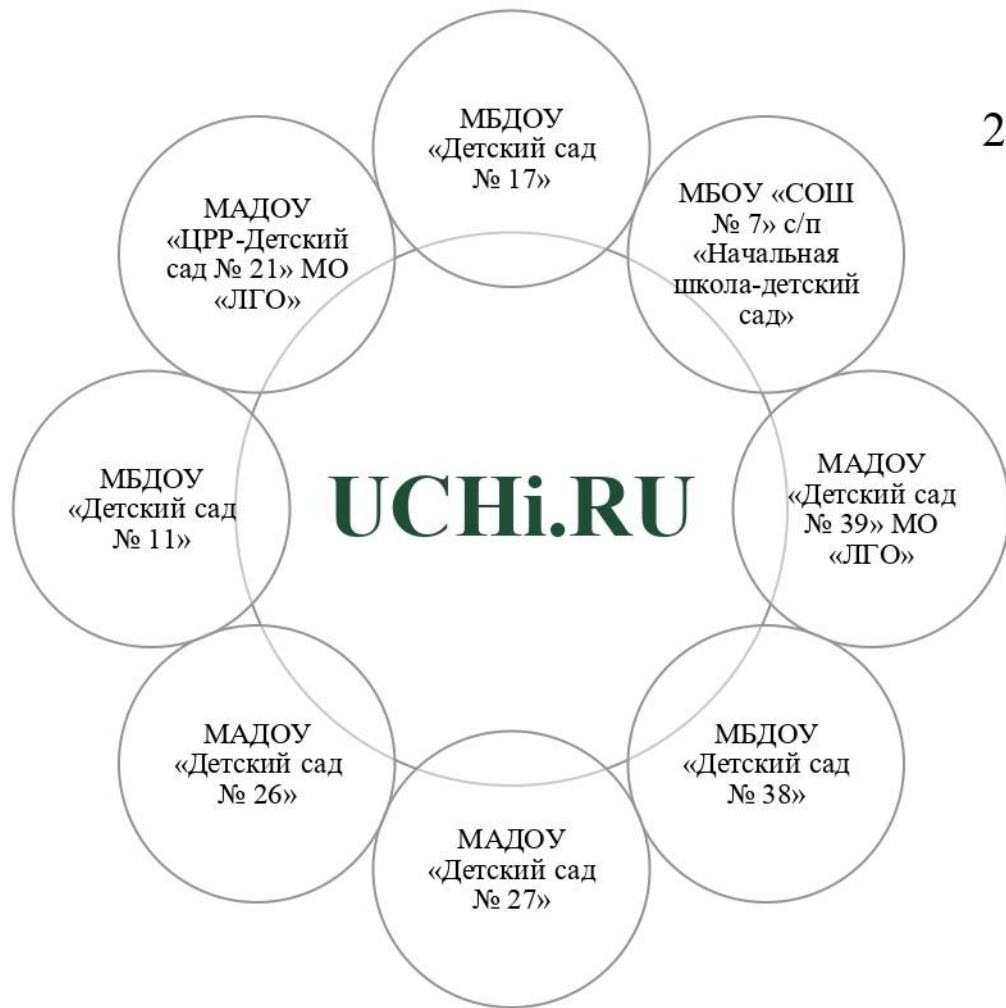 МБДОУ
«Детский сад
№ 17»
2
МБОУ «СОШ
№ 7» с/п
«Начальная
школа-детский
сад»
МАДОУ
«Детский сад
№ 39» МО
«ЛГО»
МБДОУ
«Детский сад
№ 38»
МАДОУ
«Детский сад
№ 27»
МАДОУ
«Детский сад
№ 26»
МБДОУ
«Детский сад
№ 11»
МАДОУ
«ЦРР-Детский
сад № 21» МО
«ЛГО»
UCHi.RU